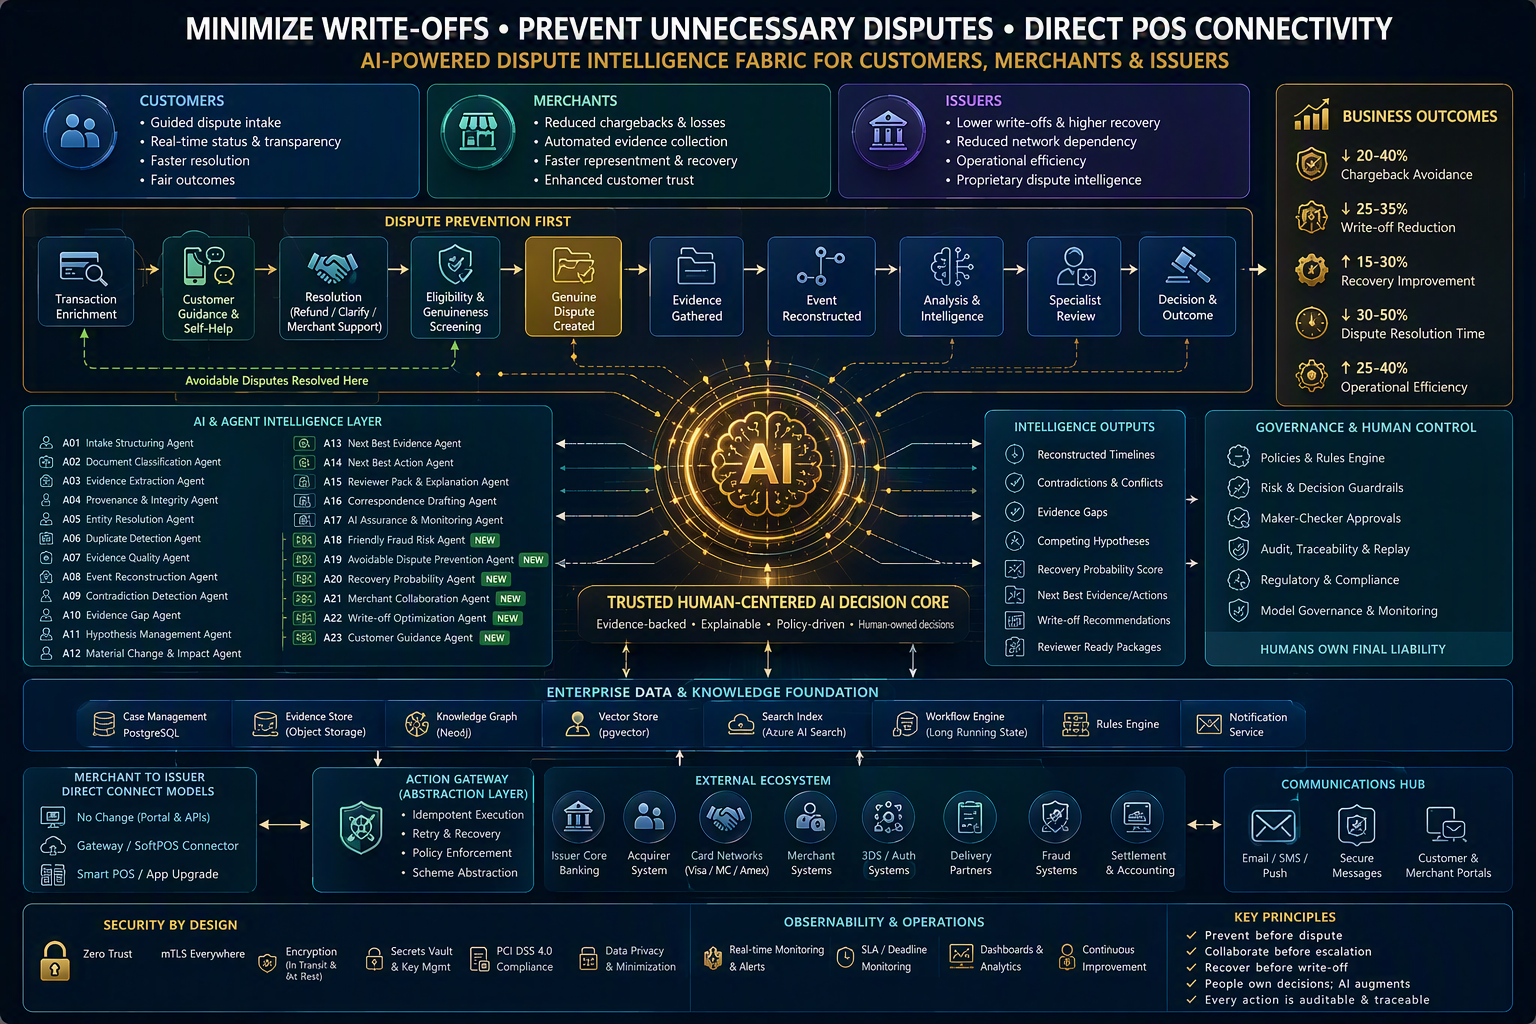 MINIMIZE WRITE-OFFS • PREVENT UNNECESSARY DISPUTES • DIRECT POS CONNECTIVITY
AI-POWERED DISPUTE INTELLIGENCE FABRIC FOR CUSTOMERS, MERCHANTS & ISSUERS
CUSTOMERS
• Guided dispute intake
• Real-time status & transparency
• Faster resolution
• Fair outcomes
MERCHANTS
• Reduced chargebacks & losses
• Automated evidence collection
• Faster representment & recovery
• Enhanced customer trust
ISSUERS
• Lower write-offs & higher recovery
• Reduced network dependency
• Operational efficiency
• Proprietary dispute intelligence
BUSINESS OUTCOMES
↓ 20-40%
Chargeback Avoidance
↓ 25-35%
Write-off Reduction
↑ 15-30%
Recovery Improvement
↓ 30-50%
Dispute Resolution Time
↑ 25-40%
Operational Efficiency
DISPUTE PREVENTION FIRST
Transaction
Enrichment
Customer
Guidance &
Self-Help
Resolution
(Refund / Clarify /
Merchant Support)
Eligibility &
Genuineness
Screening
Genuine
Dispute
Created
Evidence
Gathered
Event
Reconstructed
Analysis &
Intelligence
Specialist
Review
Decision &
Outcome
Avoidable Disputes Resolved Here
AI & AGENT INTELLIGENCE LAYER
A01 Intake Structuring Agent
A02 Document Classification Agent
A03 Evidence Extraction Agent
A04 Provenance & Integrity Agent
A05 Entity Resolution Agent
A06 Duplicate Detection Agent
A07 Evidence Quality Agent
A08 Event Reconstruction Agent
A09 Contradiction Detection Agent
A10 Evidence Gap Agent
A11 Hypothesis Management Agent
A12 Material Change & Impact Agent
A13 Next Best Evidence Agent
A14 Next Best Action Agent
A15 Reviewer Pack & Explanation Agent
A16 Correspondence Drafting Agent
A17 AI Assurance & Monitoring Agent
A18 Friendly Fraud Risk Agent NEW
A19 Avoidable Dispute Prevention Agent NEW
A20 Recovery Probability Agent NEW
A21 Merchant Collaboration Agent NEW
A22 Write-off Optimization Agent NEW
A23 Customer Guidance Agent NEW
AI
TRUSTED HUMAN-CENTERED AI DECISION CORE
Evidence-backed • Explainable • Policy-driven • Human-owned decisions
INTELLIGENCE OUTPUTS
Reconstructed Timelines
Contradictions & Conflicts
Evidence Gaps
Competing Hypotheses
Recovery Probability Score
Next Best Evidence/Actions
Write-off Recommendations
Reviewer Ready Packages
GOVERNANCE & HUMAN CONTROL
Policies & Rules Engine
Risk & Decision Guardrails
Maker-Checker Approvals
Audit, Traceability & Replay
Regulatory & Compliance
Model Governance & Monitoring
HUMANS OWN FINAL LIABILITY
ENTERPRISE DATA & KNOWLEDGE FOUNDATION
Case Management
PostgreSQL
Evidence Store
(Object Storage)
Knowledge Graph
(Neo4j)
Vector Store
(pgvector)
Search Index
(Azure AI Search)
Workflow Engine
(Long Running State)
Rules Engine
Notification
Service
MERCHANT TO ISSUER
DIRECT CONNECT MODELS
No Change (Portal & APIs)
Gateway / SoftPOS Connector
Smart POS / App Upgrade
ACTION GATEWAY
(ABSTRACTION LAYER)
• Idempotent Execution
• Retry & Recovery
• Policy Enforcement
• Scheme Abstraction
EXTERNAL ECOSYSTEM
Issuer Core
Banking
Acquirer
System
Card Networks
(Visa / MC / Amex)
Merchant
Systems
3DS / Auth
Systems
Delivery
Partners
Fraud
Systems
Settlement
& Accounting
COMMUNICATIONS HUB
Email / SMS /
Push
Secure
Messages
Customer &
Merchant Portals
SECURITY BY DESIGN
Zero Trust
mTLS Everywhere
Encryption
(In Transit &
&t Rest)
Secrets Vault
& Key Mgmt
PCI DSS 4.0
Compliance
Data Privacy
& Minimization
OBSERNABILITY & OPERATIONS
Real-time Monitoring
& Alerts
SLA / Deadline
Monitoring
Dashboards &
Analytics
Continuous
Improvement
KEY PRINCIPLES
✓ Prevent before dispute
✓ Collaborate before escalation
✓ Recover before write-off
✓ People own decisions; AI augments
✓ Every action is auditable & traceable